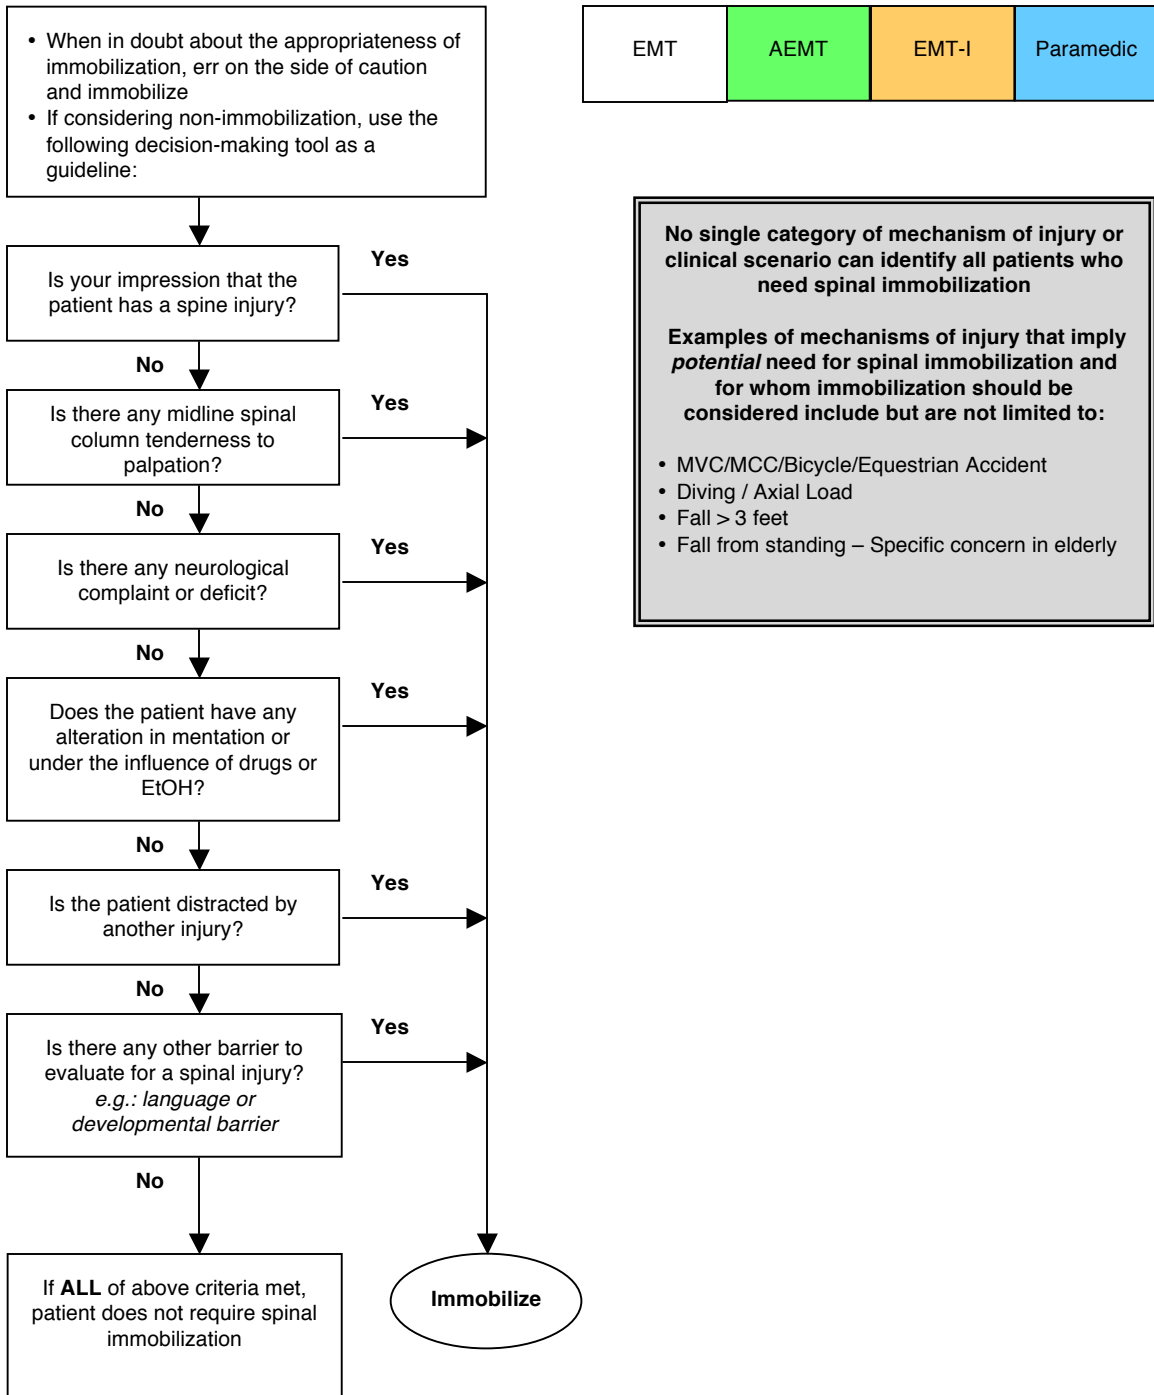 • When in doubt about the appropriateness of
immobilization, err on the side of caution
and immobilize
• If considering non-immobilization, use the
following decision-making tool as a
guideline:
EMT
AEMT
EMT-I
Paramedic
Is your impression that the
patient has a spine injury?
Yes
No
Is there any midline spinal
column tenderness to
palpation?
Yes
No
Is there any neurological
complaint or deficit?
Yes
No
Does the patient have any
alteration in mentation or
under the influence of drugs or
EtOH?
Yes
No
Is the patient distracted by
another injury?
Yes
No
Is there any other barrier to
evaluate for a spinal injury?
e.g.: language or
developmental barrier
Yes
No
If ALL of above criteria met,
patient does not require spinal
immobilization
Immobilize
No single category of mechanism of injury or
clinical scenario can identify all patients who
need spinal immobilization
Examples of mechanisms of injury that imply
potential need for spinal immobilization and
for whom immobilization should be
considered include but are not limited to:
• MVC/MCC/Bicycle/Equestrian Accident
• Diving / Axial Load
• Fall > 3 feet
• Fall from standing – Specific concern in elderly